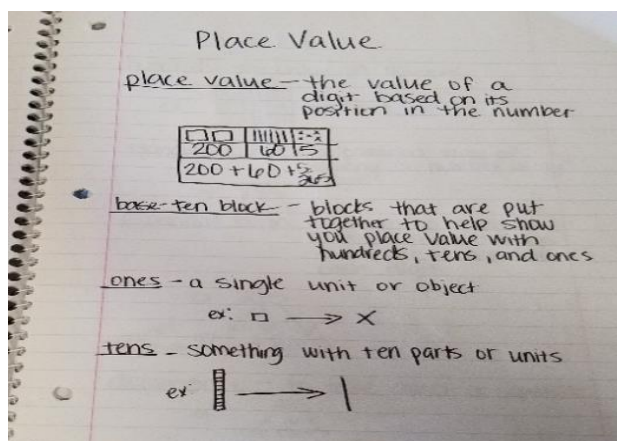 Place Value
place value - the value of a
digit based on its
position in the number
200 60 5
200 + 60 + 5
265
base-ten block - blocks that are put
together to help show
you place value with
hundreds, tens, and ones
ones - a single unit or object
ex: □ → X
tens - something with ten parts or units
ex: → |